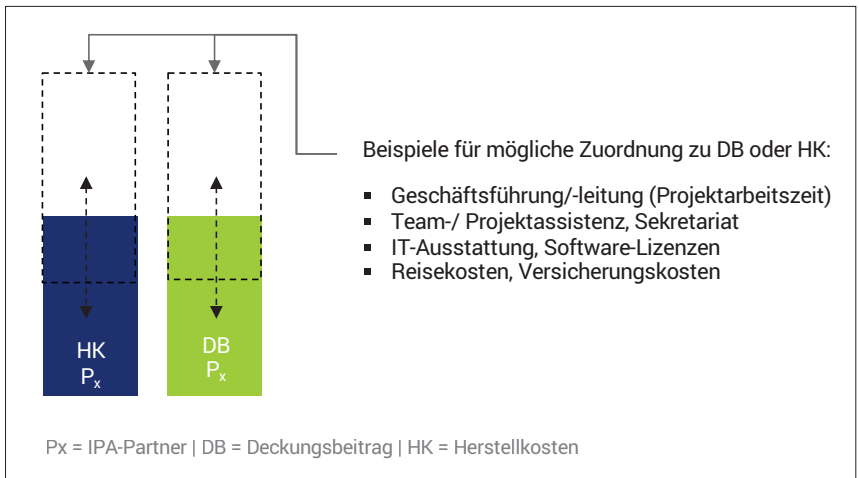 Beispiele für mögliche Zuordnung zu DB oder HK:
▪ Geschäftsführung/-leitung (Projektarbeitszeit)
▪ Team-/ Projektassistenz, Sekretariat
▪ IT-Ausstattung, Software-Lizenzen
▪ Reisekosten, Versicherungskosten
HK
Px
DB
Px
Px = IPA-Partner | DB = Deckungsbeitrag | HK = Herstellkosten